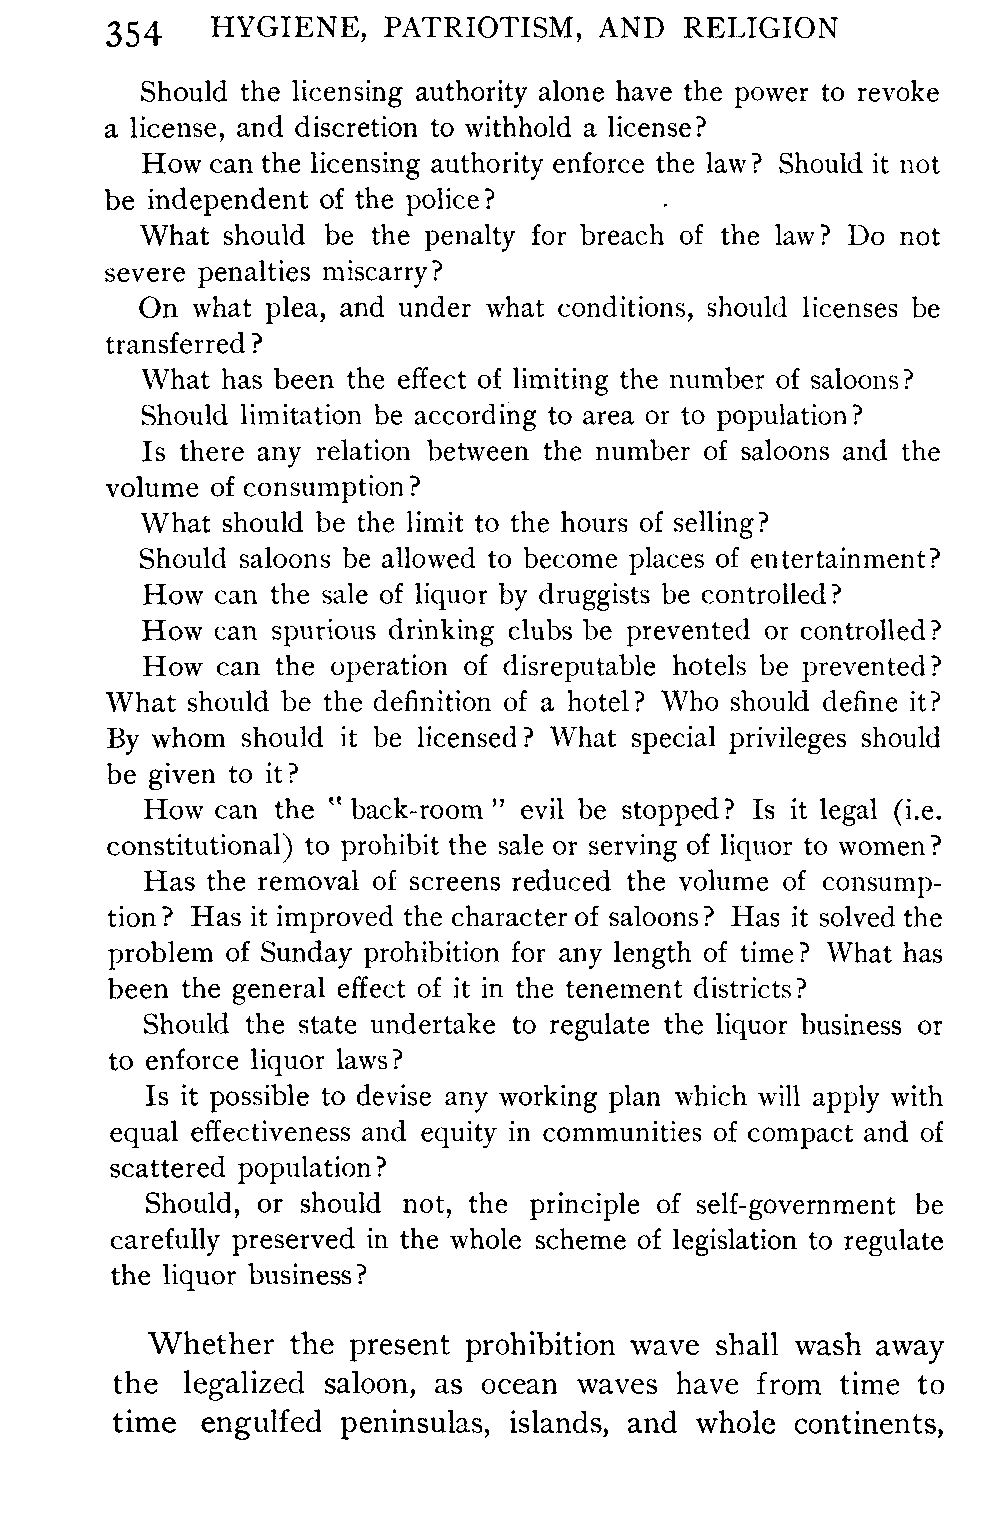 354 HYGIENE, PATRIOTISM, AND RELIGION
Should the licensing authority alone have the power to revoke
a license, and discretion to withhold a license?
How can the licensing authority enforce the law? Should it not
be independent of the police?
What should be the penalty for breach of the law? Do not
severe penalties miscarry?
On what plea, and under what conditions, should licenses be
transferred?
What has been the effect of limiting the number of saloons?
Should limitation be according to area or to population?
Is there any relation between the number of saloons and the
volume of consumption?
What should be the limit to the hours of selling?
Should saloons be allowed to become places of entertainment?
How can the sale of liquor by druggists be controlled?
How can spurious drinking clubs be prevented or controlled?
How can the operation of disreputable hotels be prevented?
What should be the definition of a hotel? Who should define it?
By whom should it be licensed? What special privileges should
be given to it?
How can the "back-room" evil be stopped? Is it legal (i.e.
constitutional) to prohibit the sale or serving of liquor to women?
Has the removal of screens reduced the volume of consump-
tion? Has it improved the character of saloons? Has it solved the
problem of Sunday prohibition for any length of time? What has
been the general effect of it in the tenement districts?
Should the state undertake to regulate the liquor business or
to enforce liquor laws?
Is it possible to devise any working plan which will apply with
equal effectiveness and equity in communities of compact and of
scattered population?
Should, or should not, the principle of self-government be
carefully preserved in the whole scheme of legislation to regulate
the liquor business?
Whether the present prohibition wave shall wash away
the legalized saloon, as ocean waves have from time to
time engulfed peninsulas, islands, and whole continents,